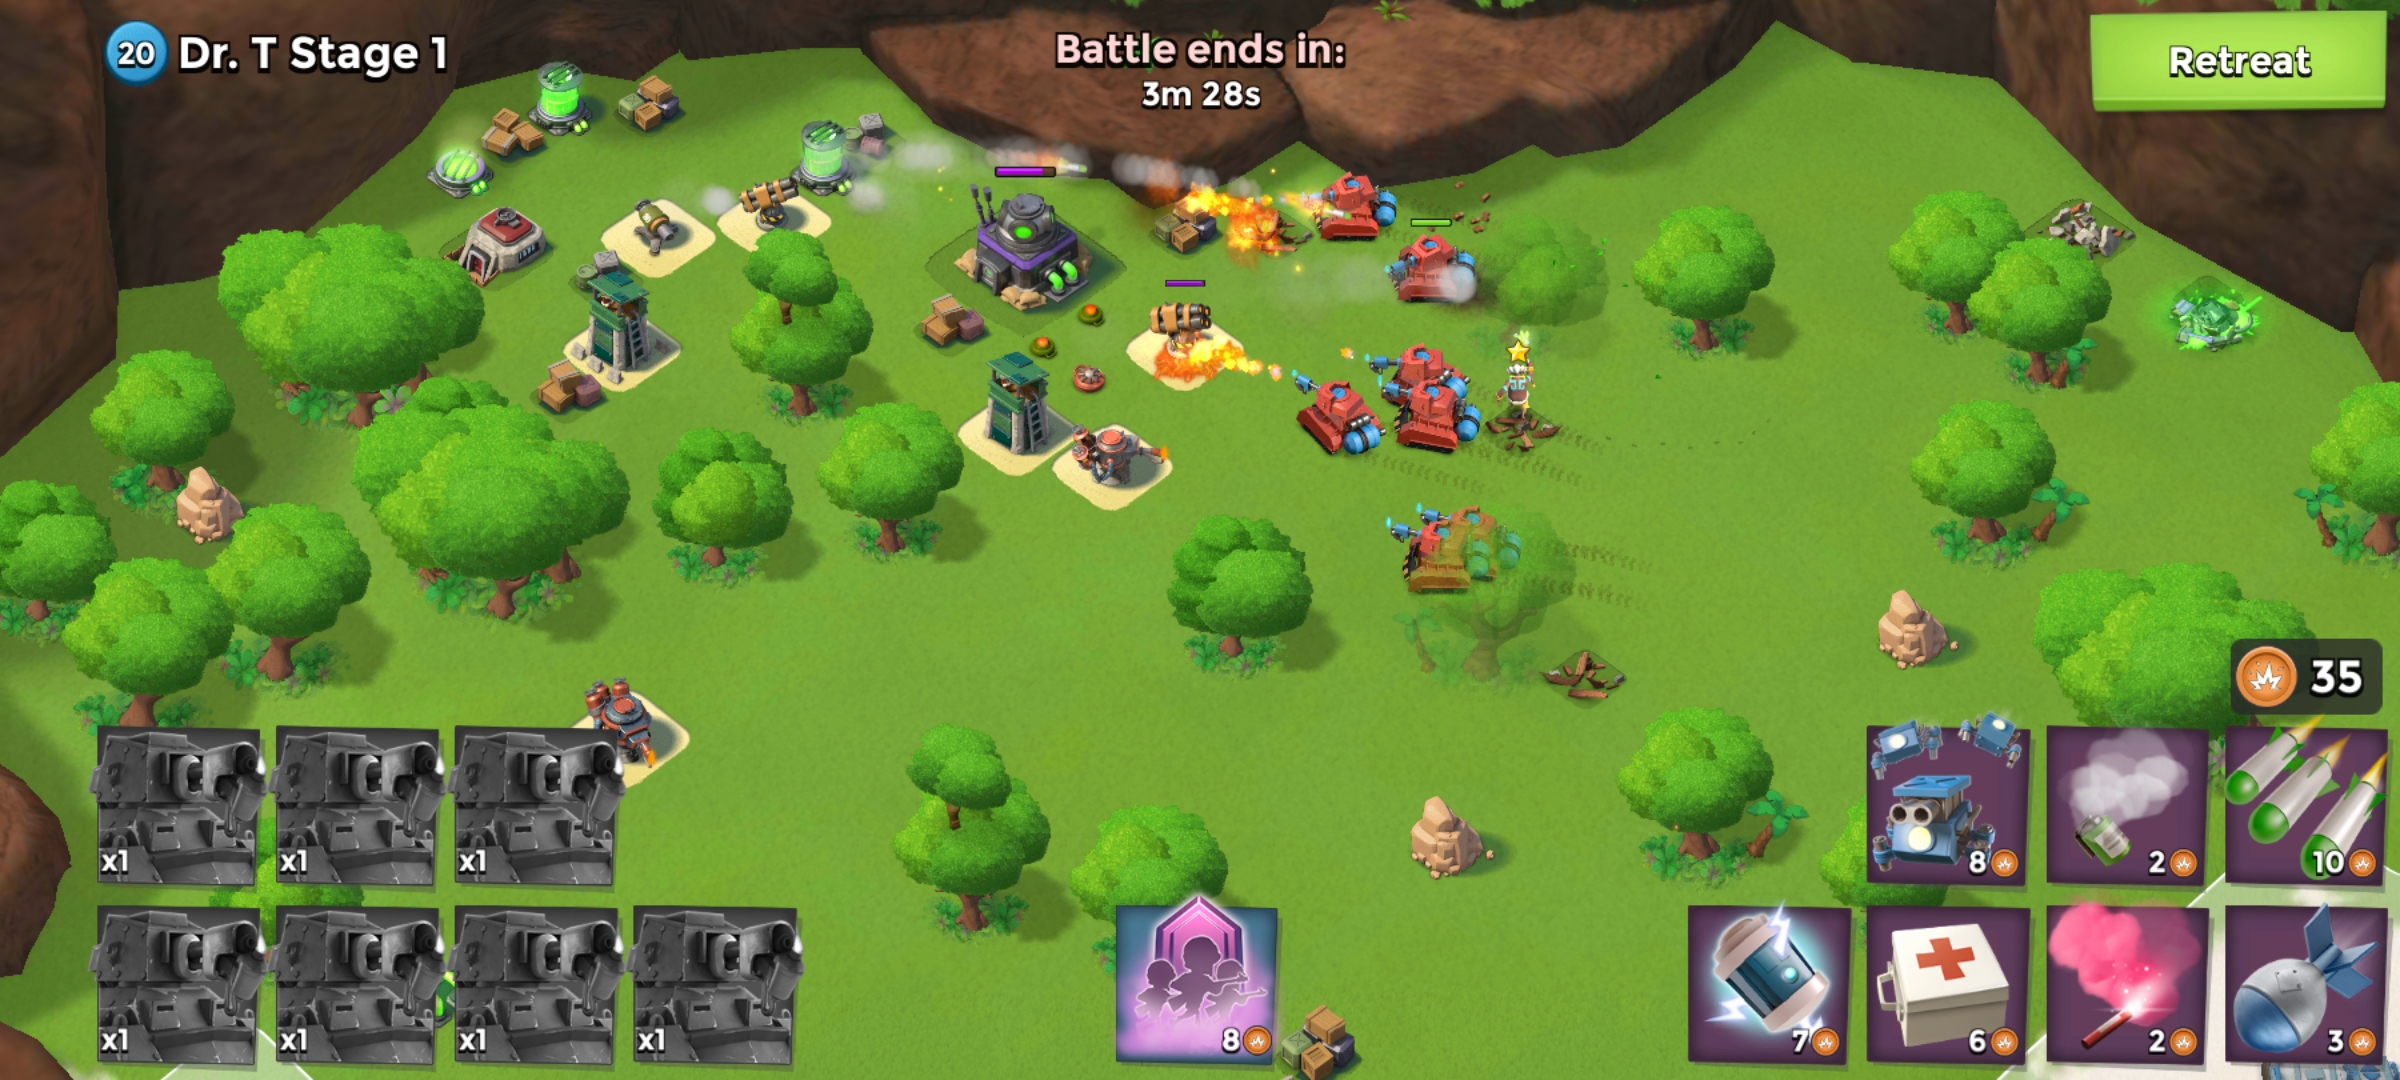 20 Dr. T Stage 1
Battle ends in:
3m 28s
Retreat
35
x1 x1 x1
8 2 10
x1 x1 x1 x1
8
7 6 2 3